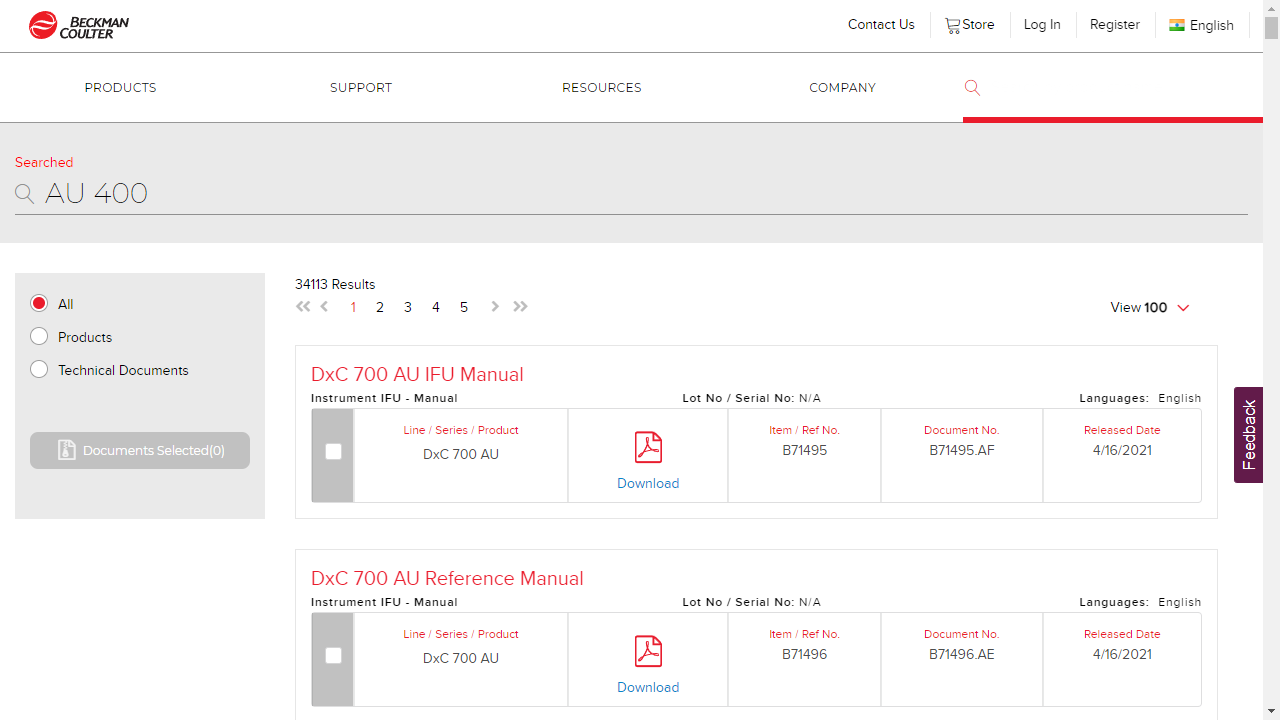 BECKMAN
COULTER
Contact Us
Store
Log In
Register
English
PRODUCTS
SUPPORT
RESOURCES
COMPANY
Searched
AU 400
All
Products
Technical Documents
Documents Selected(0)
34113 Results
1 2 3 4 5
View 100
DxC 700 AU IFU Manual
Instrument IFU - Manual
Lot No / Serial No: N/A
Languages: English
Line / Series / Product
DxC 700 AU
Download
Item / Ref No.
B71495
Document No.
B71495.AF
Released Date
4/16/2021
Feedback
DxC 700 AU Reference Manual
Instrument IFU - Manual
Lot No / Serial No: N/A
Languages: English
Line / Series / Product
DxC 700 AU
Download
Item / Ref No.
B71496
Document No.
B71496.AE
Released Date
4/16/2021